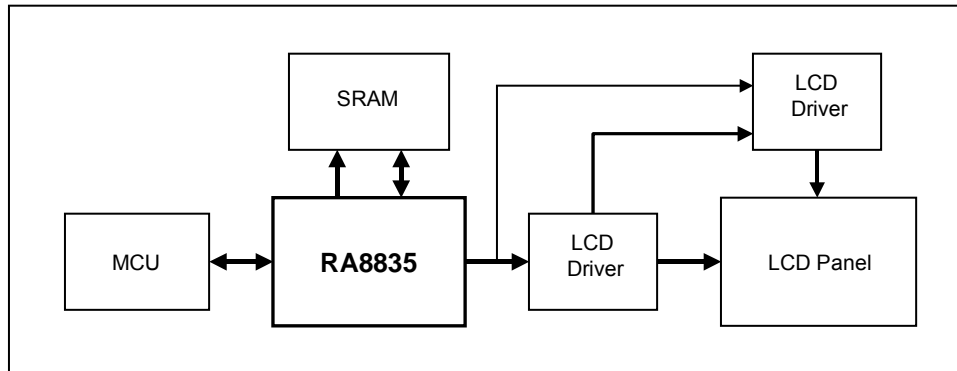 SRAM
LCD
Driver
MCU
RA8835
LCD
Driver
LCD Panel